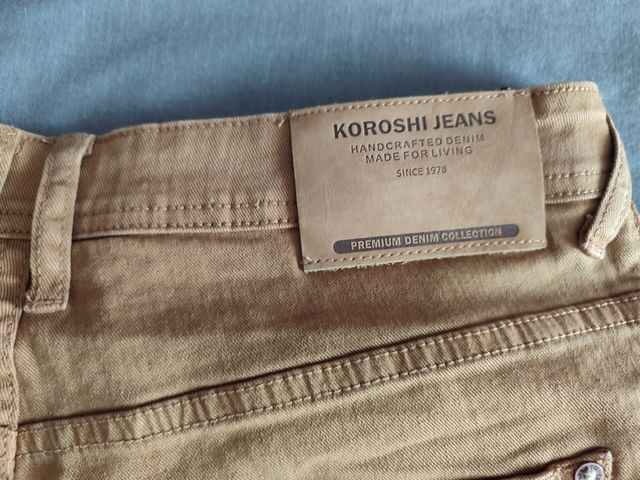 KOROSHI JEANS
HANDCRAFTED DENIM
MADE FOR LIVING
SINCE 1978
PREMIUM DENIM COLLECTION